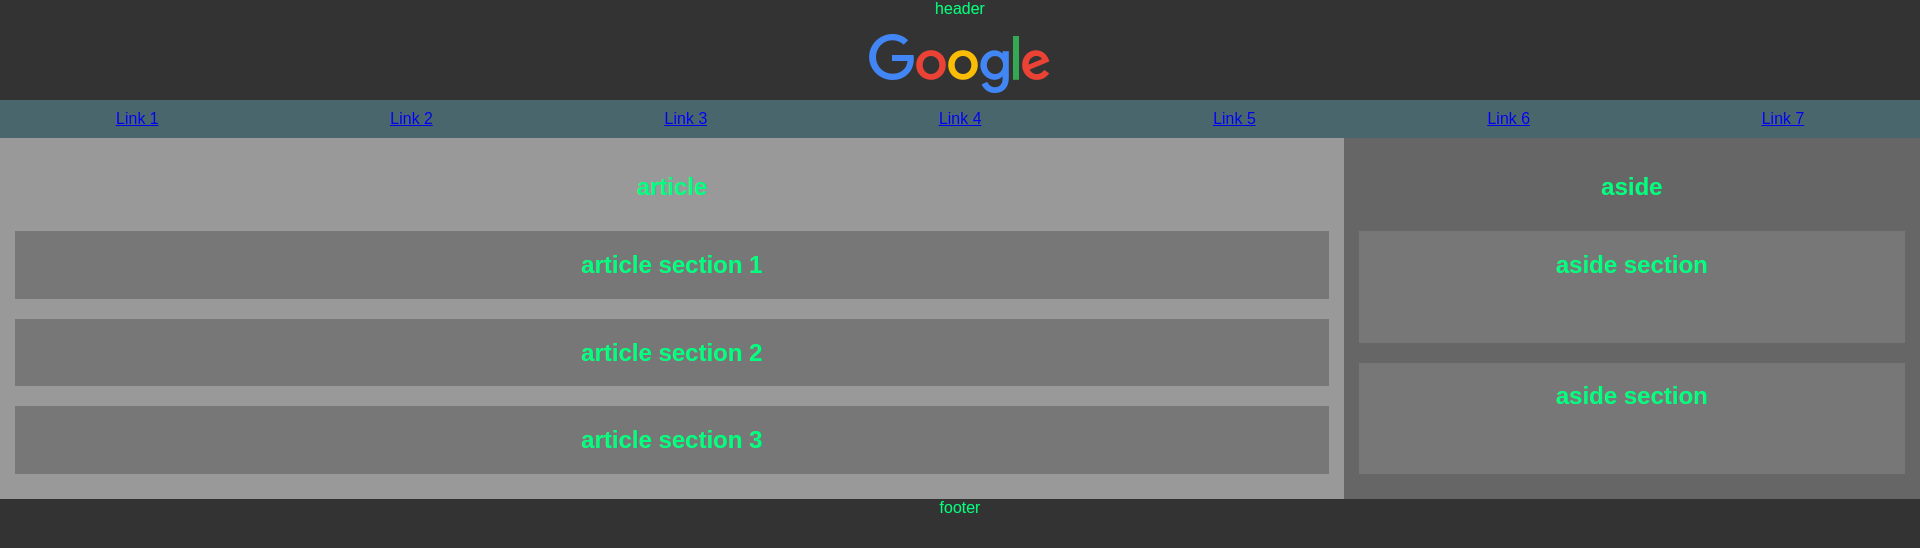 header
Google
Link 1 Link 2 Link 3 Link 4 Link 5 Link 6 Link 7
article
article section 1
article section 2
article section 3
aside
aside section
aside section
footer